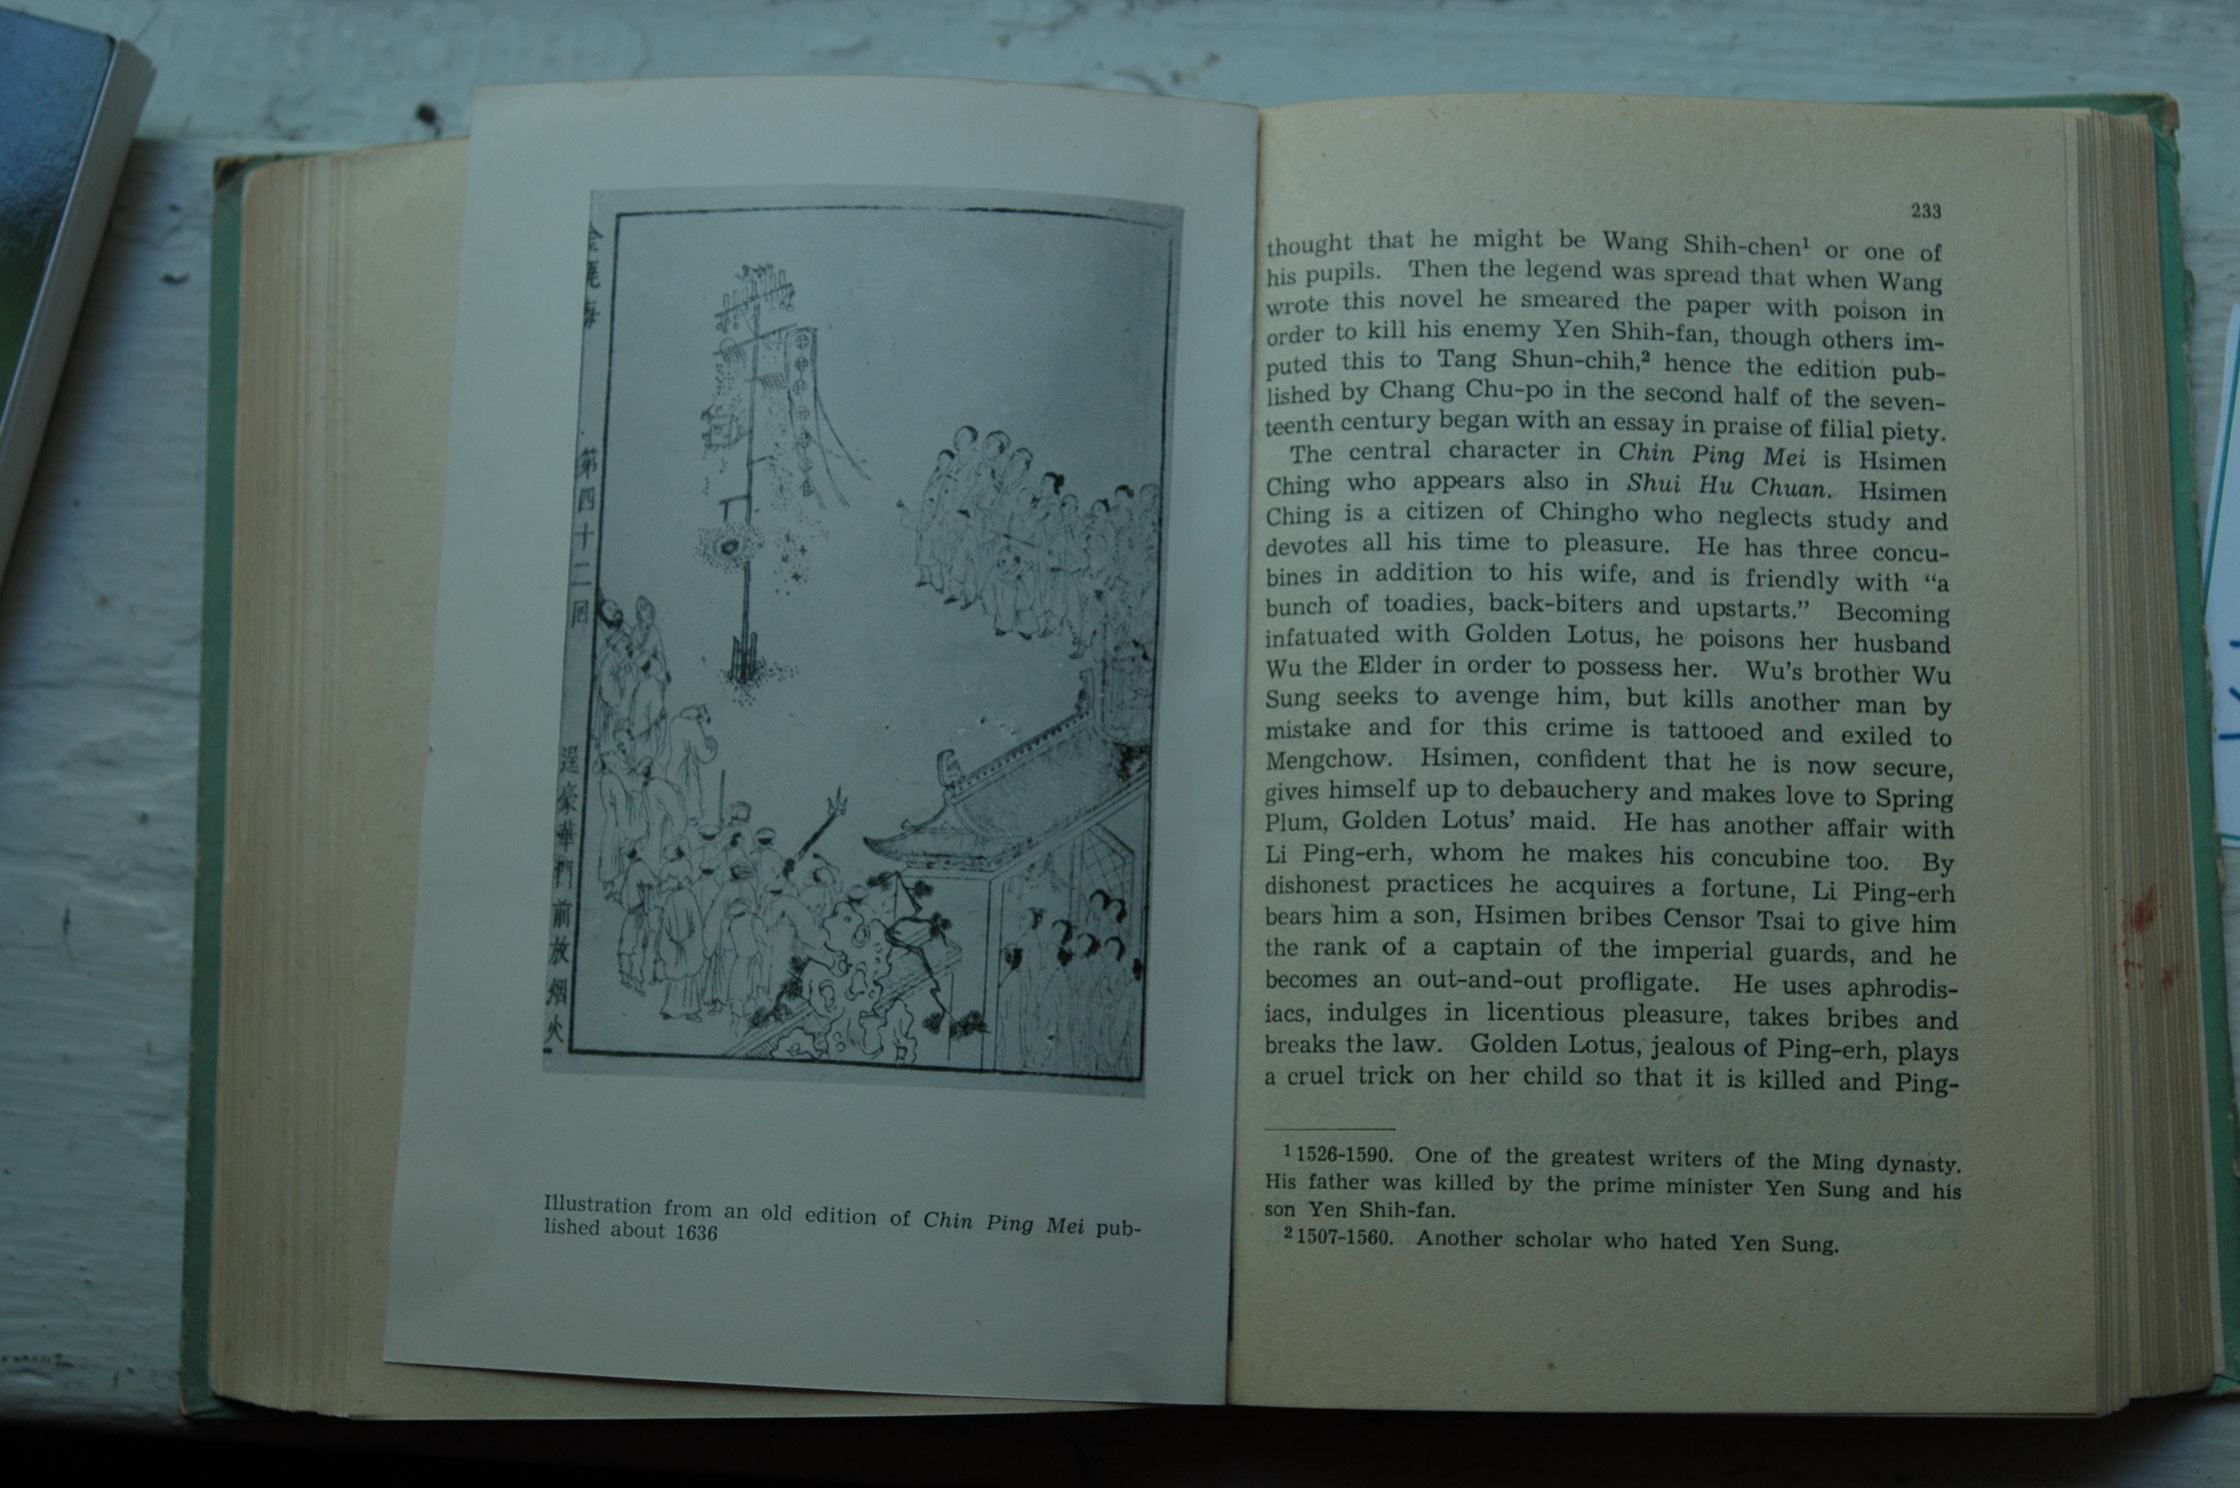 金瓶梅
第四十二回
逞豪華門前放烟火
Illustration from an old edition of Chin Ping Mei pub-
lished about 1636
233
thought that he might be Wang Shih-chen¹ or one of
his pupils. Then the legend was spread that when Wang
wrote this novel he smeared the paper with poison in
order to kill his enemy Yen Shih-fan, though others im-
puted this to Tang Shun-chih,² hence the edition pub-
lished by Chang Chu-po in the second half of the seven-
teenth century began with an essay in praise of filial piety.
The central character in Chin Ping Mei is Hsimen
Ching who appears also in Shui Hu Chuan. Hsimen
Ching is a citizen of Chingho who neglects study and
devotes all his time to pleasure. He has three concu-
bines in addition to his wife, and is friendly with “a
bunch of toadies, back-biters and upstarts.” Becoming
infatuated with Golden Lotus, he poisons her husband
Wu the Elder in order to possess her. Wu's brother Wu
Sung seeks to avenge him, but kills another man by
mistake and for this crime is tattooed and exiled to
Mengchow. Hsimen, confident that he is now secure,
gives himself up to debauchery and makes love to Spring
Plum, Golden Lotus' maid. He has another affair with
Li Ping-erh, whom he makes his concubine too. By
dishonest practices he acquires a fortune, Li Ping-erh
bears him a son, Hsimen bribes Censor Tsai to give him
the rank of a captain of the imperial guards, and he
becomes an out-and-out profligate. He uses aphrodis-
iacs, indulges in licentious pleasure, takes bribes and
breaks the law. Golden Lotus, jealous of Ping-erh, plays
a cruel trick on her child so that it is killed and Ping-
¹ 1526-1590. One of the greatest writers of the Ming dynasty.
His father was killed by the prime minister Yen Sung and his
son Yen Shih-fan.
² 1507-1560. Another scholar who hated Yen Sung.